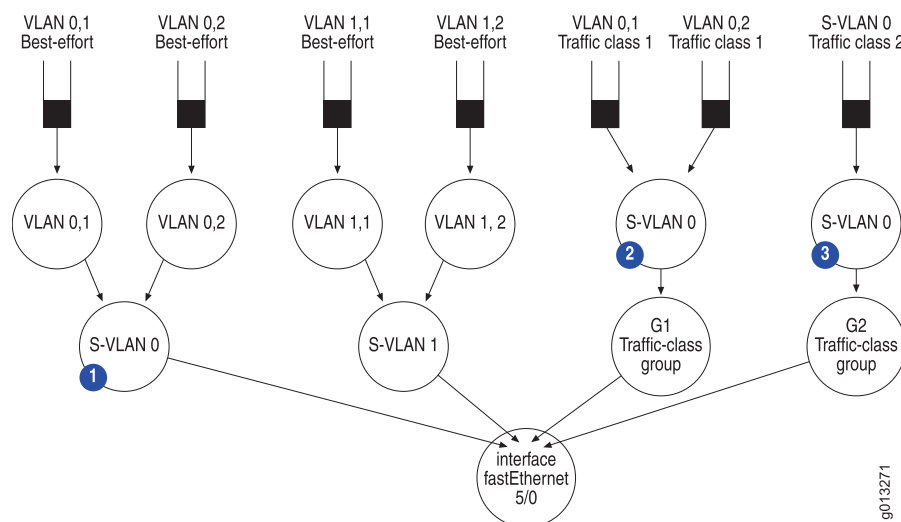 VLAN 0,1
Best-effort
VLAN 0,2
Best-effort
VLAN 1,1
Best-effort
VLAN 1,2
Best-effort
VLAN 0,1
Traffic class 1
VLAN 0,2
Traffic class 1
S-VLAN 0
Traffic class 2
VLAN 0,1
VLAN 0,2
VLAN 1,1
VLAN 1, 2
S-VLAN 0
2
S-VLAN 0
3
S-VLAN 0
1
S-VLAN 1
G1
Traffic-class
group
G2
Traffic-class
group
interface
fastEthernet
5/0
g013271